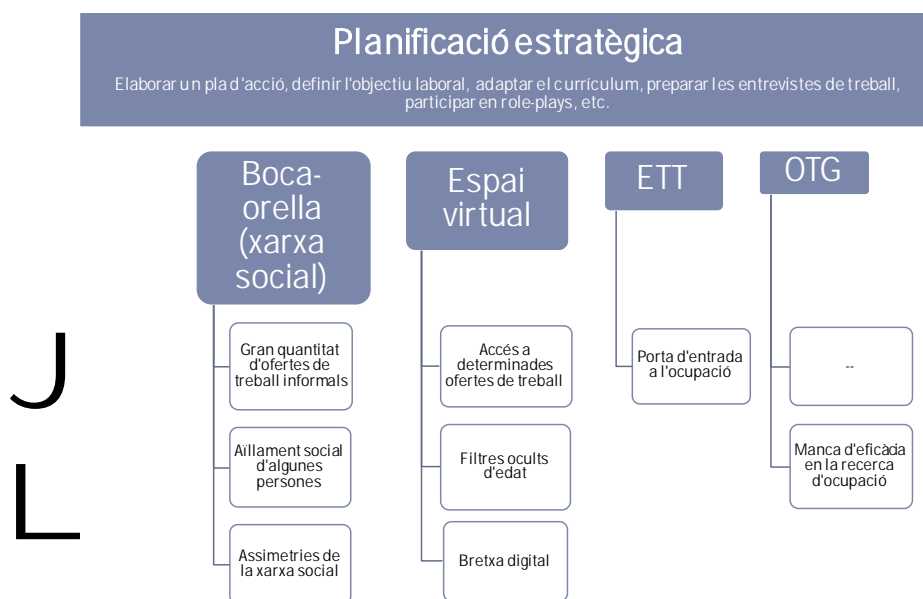 Planificació estratègica
Elaborar un pla d'acció, definir l'objectiu laboral, adaptar el currículum, preparar les entrevistes de treball,
participar en role-plays, etc.
Boca-
orella
(xarxa
social)
Espai
virtual
ETT
OTG
J
Gran quantitat
d'ofertes de
treball informals
Accés a
determinades
ofertes de treball
Porta d'entrada
a l'ocupació
--
L
Aïllament social
d'algunes
persones
Filtres ocults
d'edat
Manca d'eficàcia
en la recerca
d'ocupació
Assimetries de
la xarxa social
Bretxa digital